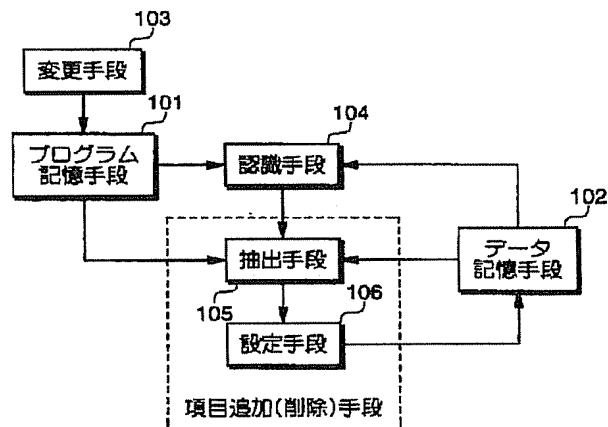 103
変更手段
101
プログラム
記憶手段
104
認識手段
102
データ
記憶手段
抽出手段
105
106
設定手段
項目追加(削除)手段